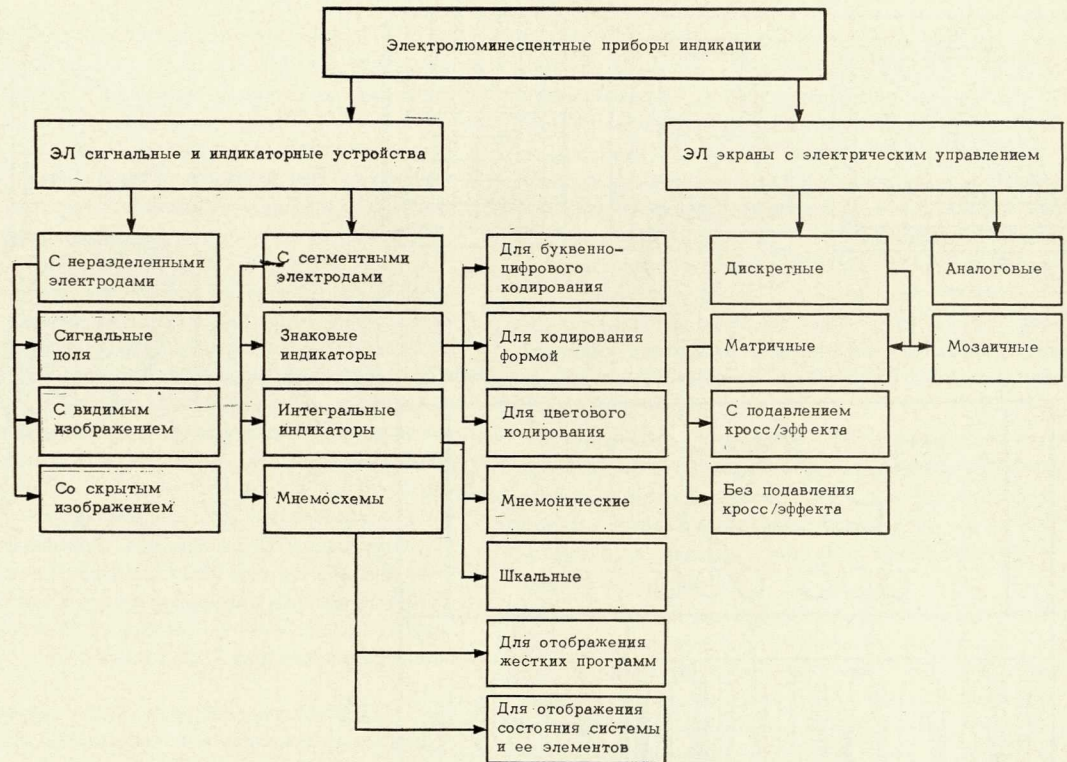 Электролюминесцентные приборы индикации
ЭЛ сигнальные и индикаторные устройства
ЭЛ экраны с электрическим управлением
С неразделенными
электродами
Сигнальные
поля
С видимым
изображением
Со скрытым
изображением
С сегментными
электродами
Знаковые
индикаторы
Интегральные
индикаторы
Мнемосхемы
Для буквенно-
цифрового
кодирования
Для кодирования
формой
Для цветового
кодирования
Мнемонические
Шкальные
Для отображения
жестких программ
Для отображения
состояния системы
и ее элементов
Дискретные
Матричные
С подавлением
кросс/эффекта
Без подавления
кросс/эффекта
Аналоговые
Мозаичные